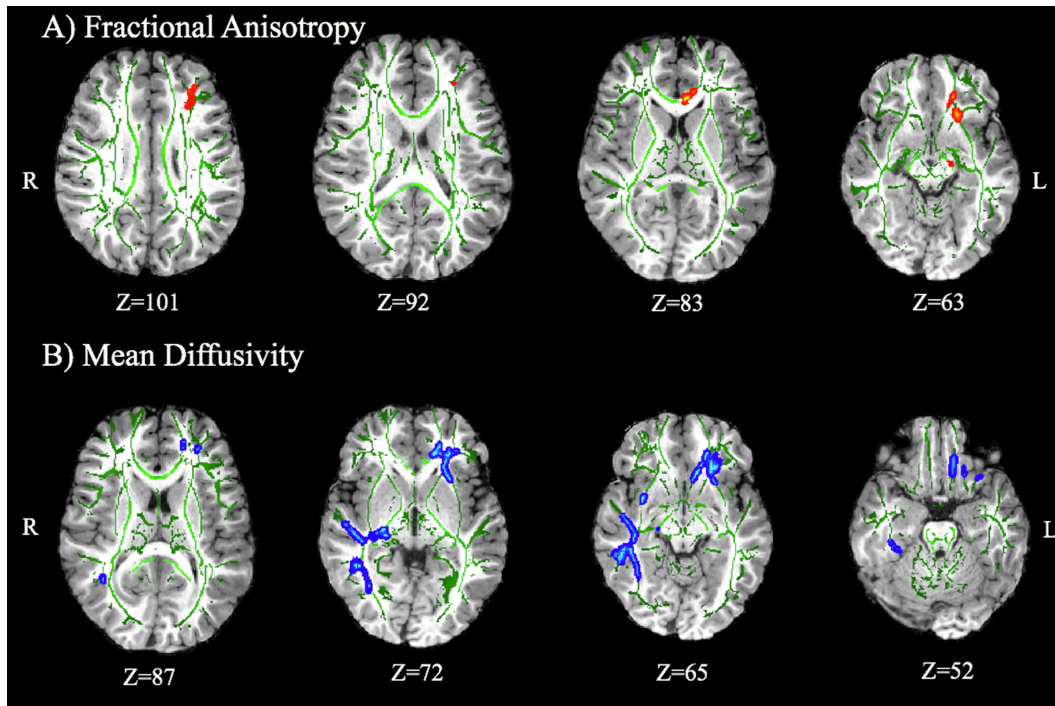 A) Fractional Anisotropy
R
L
Z=101
Z=92
Z=83
Z=63
B) Mean Diffusivity
R
L
Z=87
Z=72
Z=65
Z=52